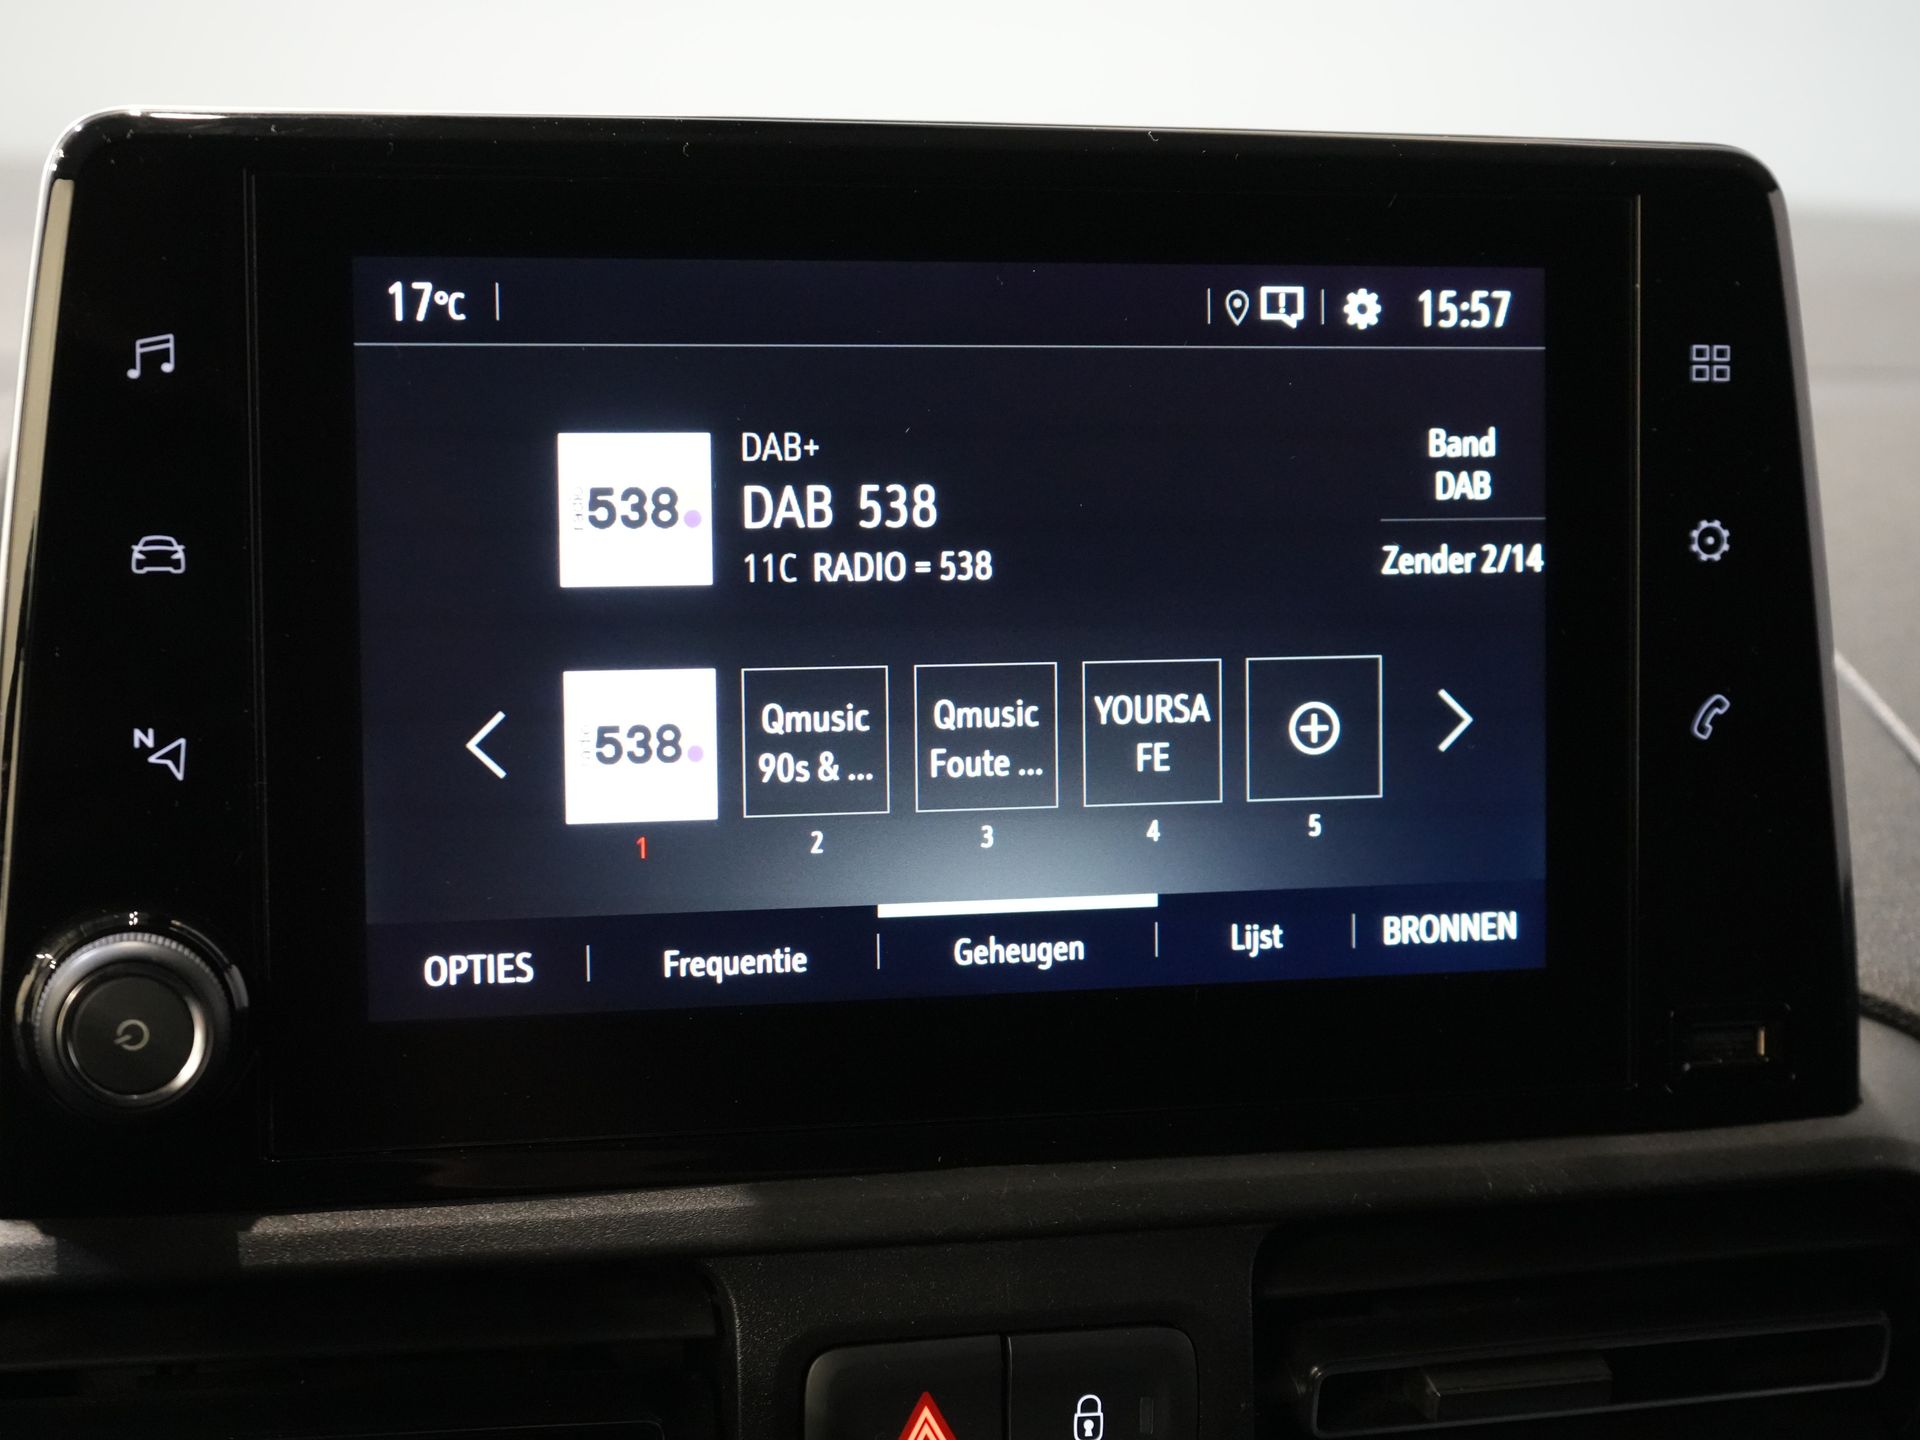 17°C
15:57
DAB+
radio 538
DAB 538
11C RADIO = 538
Band
DAB
Zender 2/14
538
Qmusic
90s & ...
Qmusic
Foute ...
YOURSA
FE
1
2
3
4
5
OPTIES
Frequentie
Geheugen
Lijst
BRONNEN
N